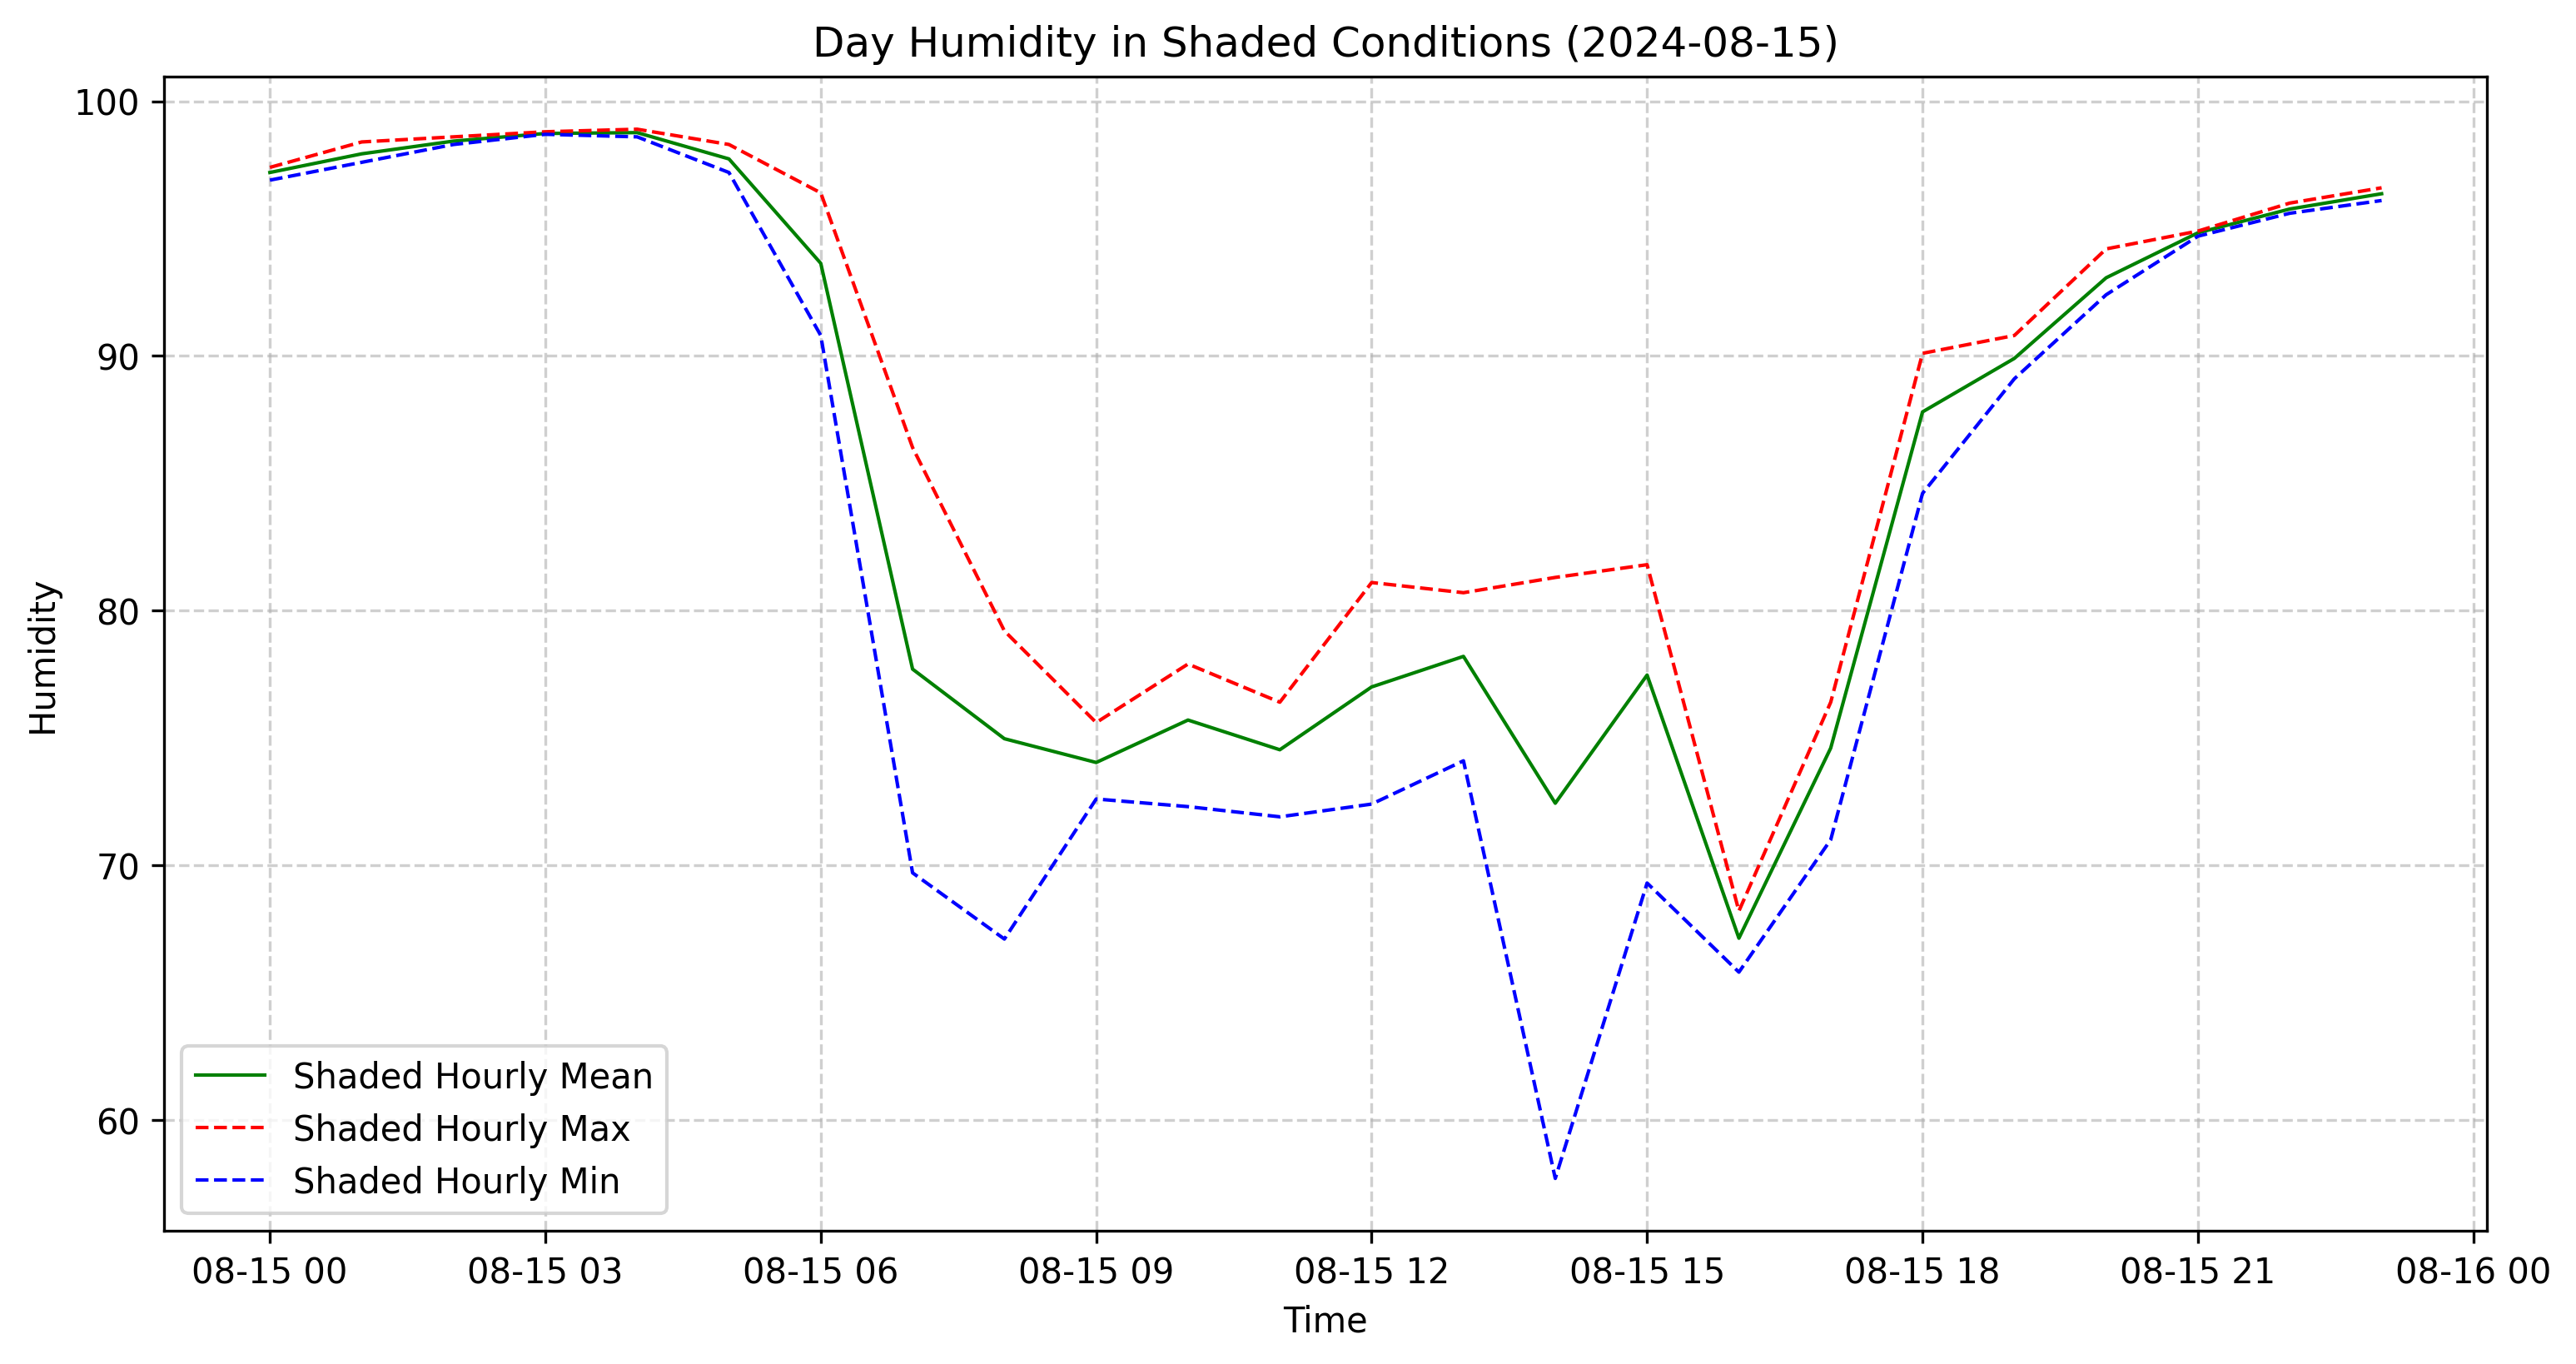 Day Humidity in Shaded Conditions (2024-08-15)
100
90
80
70
60
Humidity
Shaded Hourly Mean
Shaded Hourly Max
Shaded Hourly Min
08-15 00 08-15 03 08-15 06 08-15 09 08-15 12 08-15 15 08-15 18 08-15 21 08-16 00
Time